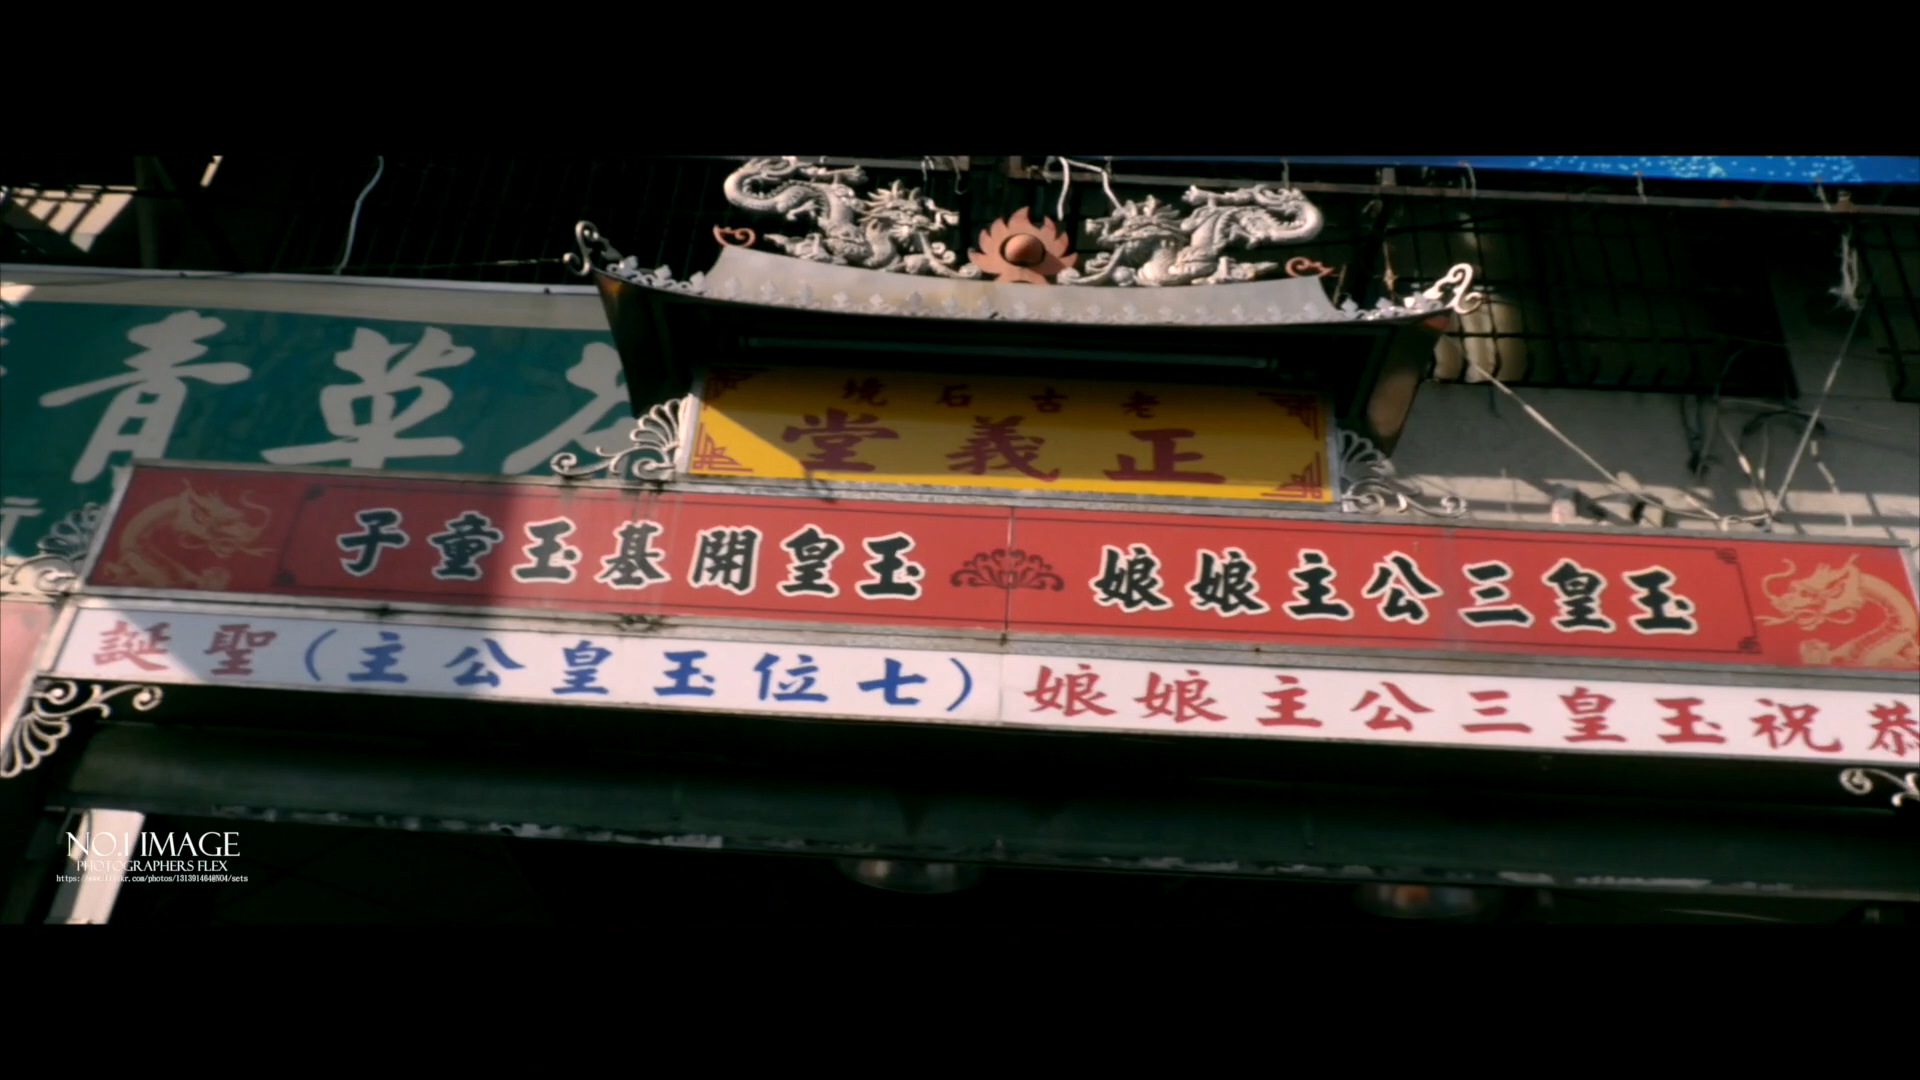 老古石境
正義堂
青草
行
玉皇三公主娘娘 玉皇開基玉童子
恭祝玉皇三公主娘娘(七位玉皇公主)聖誕
NO.1 IMAGE
PHOTOGRAPHERS FLEX